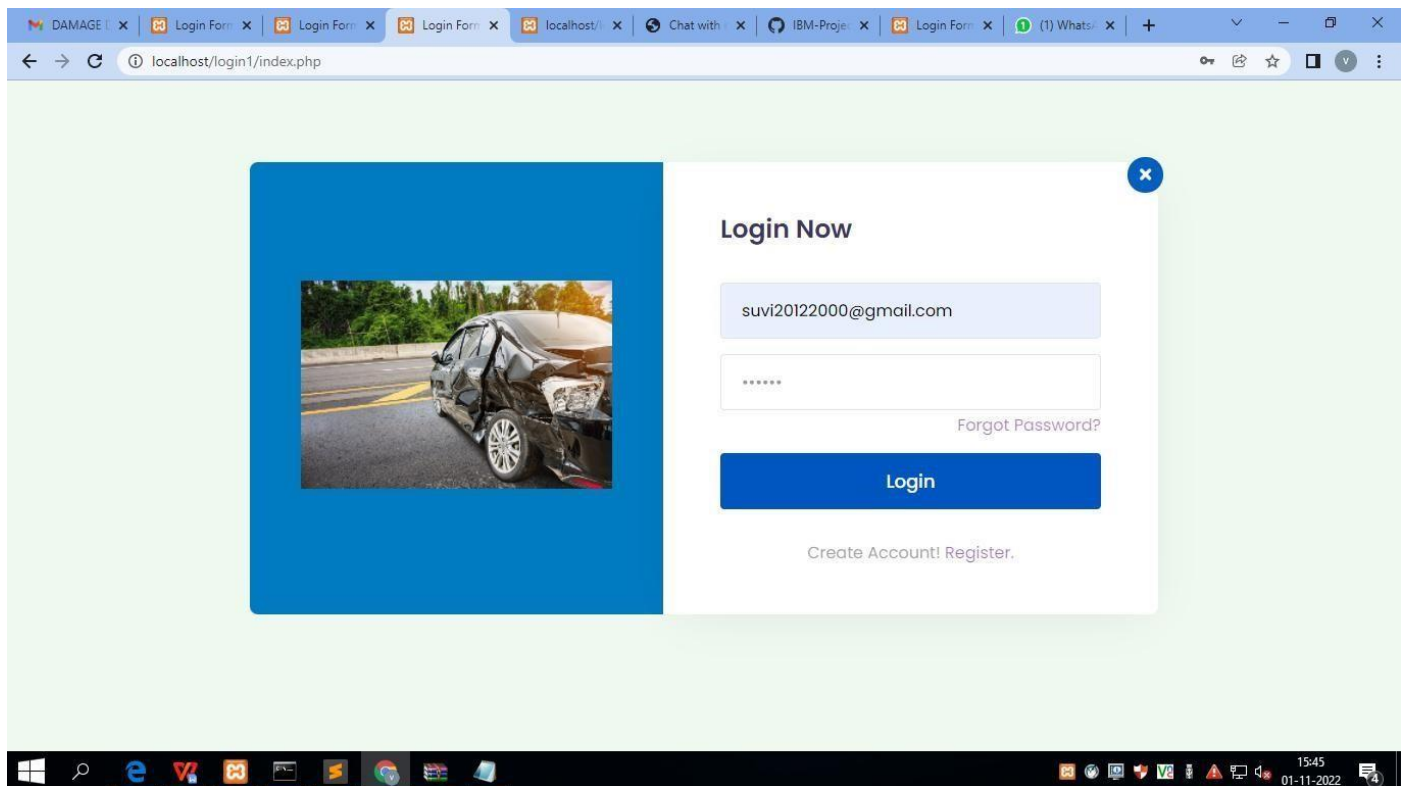 DAMAGE Login Form Login Form Login Form localhost/l Chat with IBM-Projec Login Form (1) WhatsA
localhost/login1/index.php
V
Login Now
suvi20122000@gmail.com
••••••
Forgot Password?
Login
Create Account! Register.
15:45
01-11-2022
4